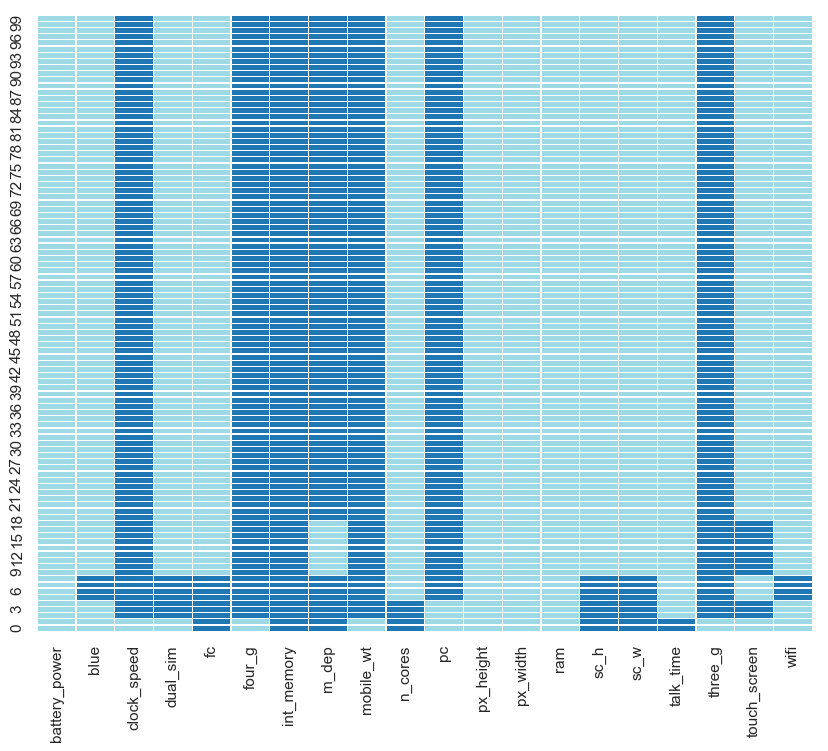 99
96
93
90
87
84
81
78
75
72
69
66
63
60
57
54
51
48
45
42
39
36
33
30
27
24
21
18
15
12
9
6
3
0
battery_power
blue
clock_speed
dual_sim
fc
four_g
int_memory
m_dep
mobile_wt
n_cores
pc
px_height
px_width
ram
sc_h
sc_w
talk_time
three_g
touch_screen
wifi